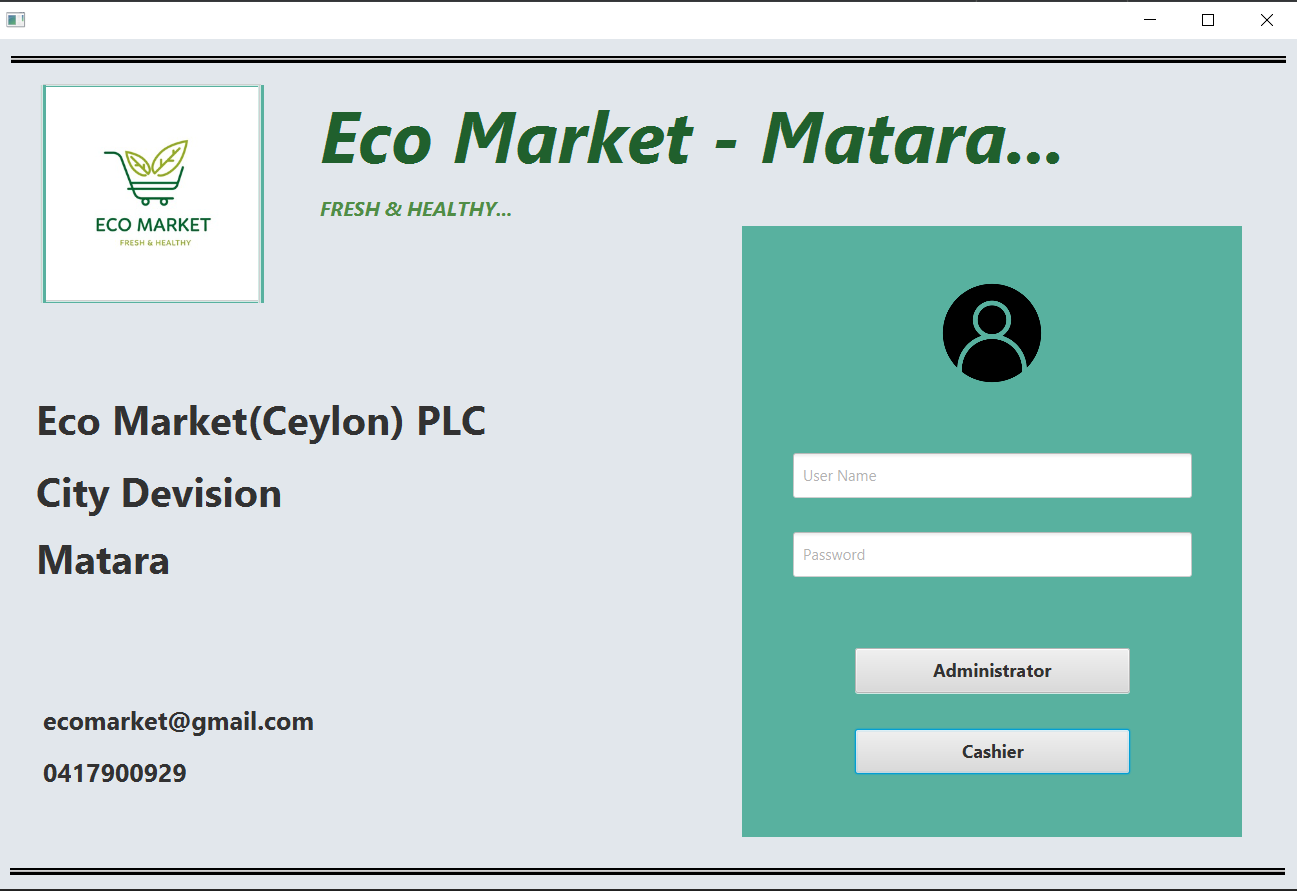 Eco Market - Matara...
FRESH & HEALTHY...
ECO MARKET
FRESH & HEALTHY
Eco Market(Ceylon) PLC
City Devision
Matara
ecomarket@gmail.com
0417900929
User Name
Password
Administrator
Cashier